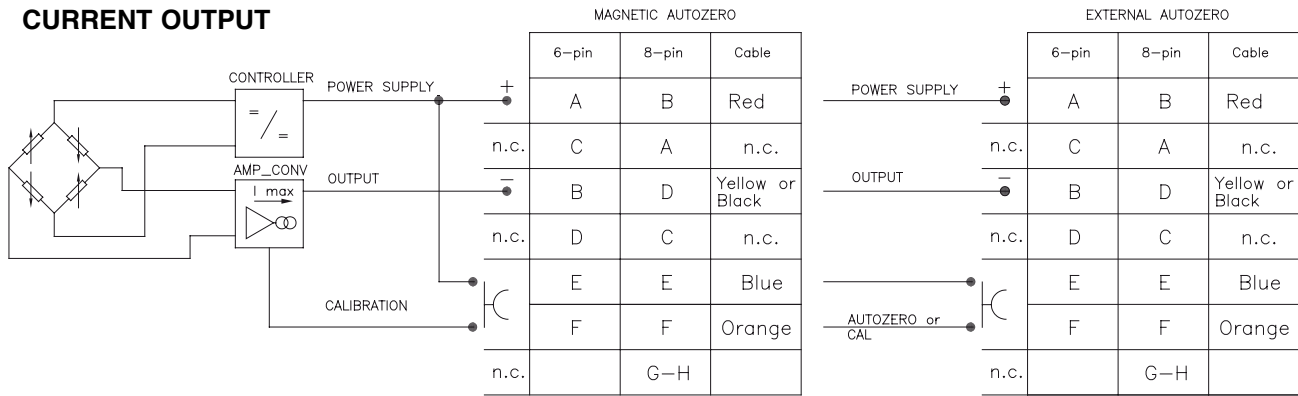 CURRENT OUTPUT
MAGNETIC AUTOZERO
EXTERNAL AUTOZERO
6-pin 8-pin Cable
6-pin 8-pin Cable
CONTROLLER
POWER SUPPLY + A B Red
POWER SUPPLY + A B Red
= / =
n.c. C A n.c.
n.c. C A n.c.
AMP_CONV
I max
OUTPUT − B D Yellow or
Black
OUTPUT − B D Yellow or
Black
n.c. D C n.c.
n.c. D C n.c.
E E Blue
E E Blue
CALIBRATION F F Orange
AUTOZERO or
CAL
F F Orange
n.c. G-H
n.c. G-H